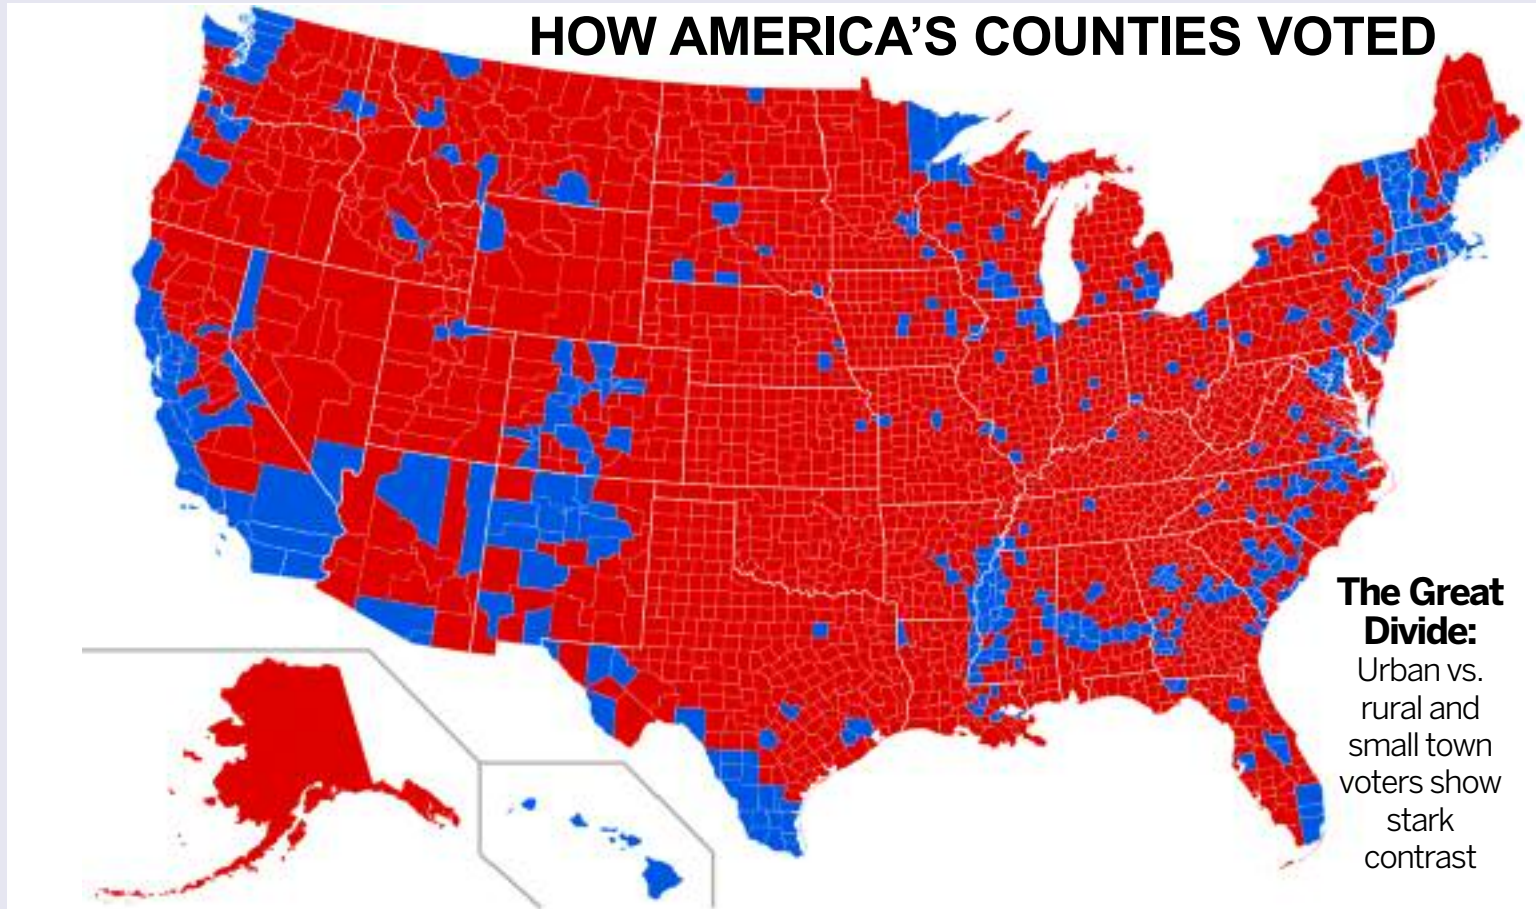 HOW AMERICA’S COUNTIES VOTED
The Great
Divide:
Urban vs.
rural and
small town
voters show
stark
contrast